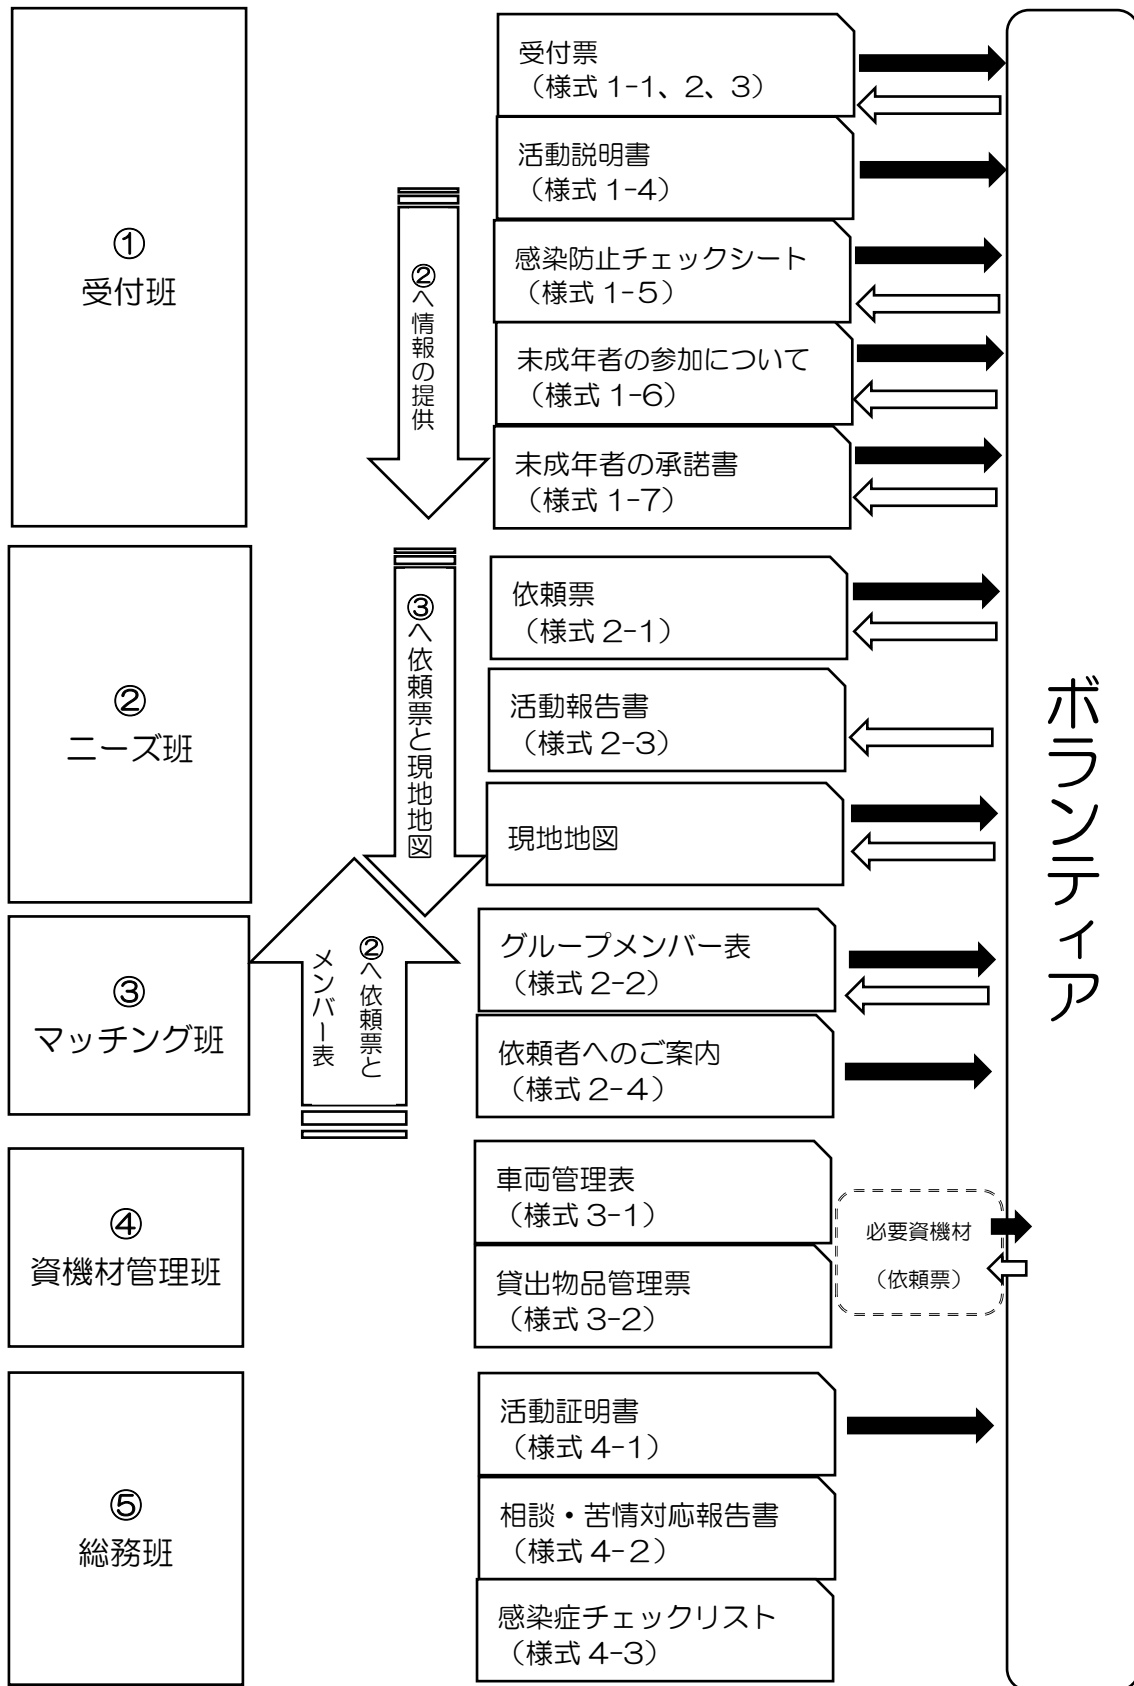 ①
受付班
②へ情報の提供
受付票
（様式 1-1、2、3）
活動説明書
（様式 1-4）
感染防止チェックシート
（様式 1-5）
未成年者の参加について
（様式 1-6）
未成年者の承諾書
（様式 1-7）
②
ニーズ班
③へ依頼票と現地地図
依頼票
（様式 2-1）
活動報告書
（様式 2-3）
現地地図
③
マッチング班
②へ依頼票と
メンバー表
グループメンバー表
（様式 2-2）
依頼者へのご案内
（様式 2-4）
④
資機材管理班
車両管理表
（様式 3-1）
貸出物品管理票
（様式 3-2）
必要資機材
（依頼票）
⑤
総務班
活動証明書
（様式 4-1）
相談・苦情対応報告書
（様式 4-2）
感染症チェックリスト
（様式 4-3）
ボランティア